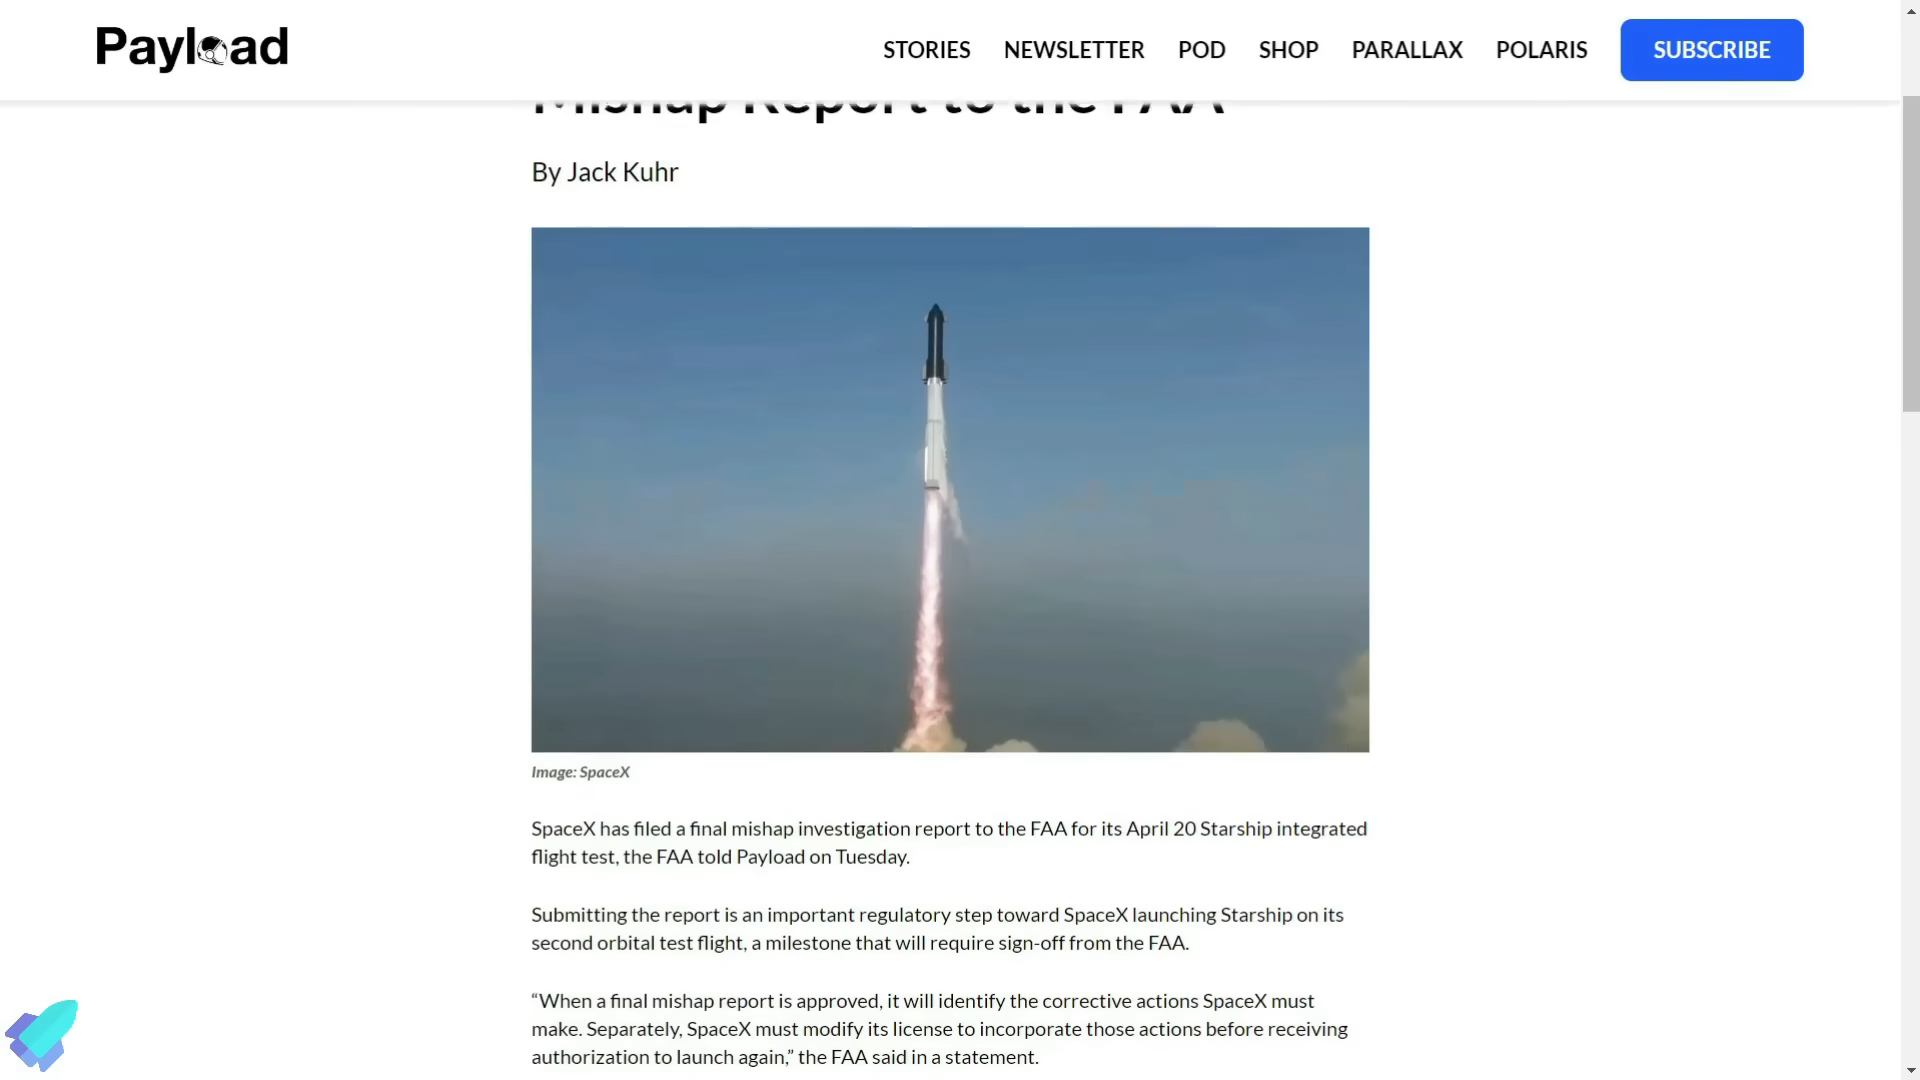 Payload
STORIES NEWSLETTER POD SHOP PARALLAX POLARIS SUBSCRIBE
Mishap Report to the FAA
By Jack Kuhr
Image: SpaceX
SpaceX has filed a final mishap investigation report to the FAA for its April 20 Starship integrated
flight test, the FAA told Payload on Tuesday.
Submitting the report is an important regulatory step toward SpaceX launching Starship on its
second orbital test flight, a milestone that will require sign-off from the FAA.
“When a final mishap report is approved, it will identify the corrective actions SpaceX must
make. Separately, SpaceX must modify its license to incorporate those actions before receiving
authorization to launch again,” the FAA said in a statement.